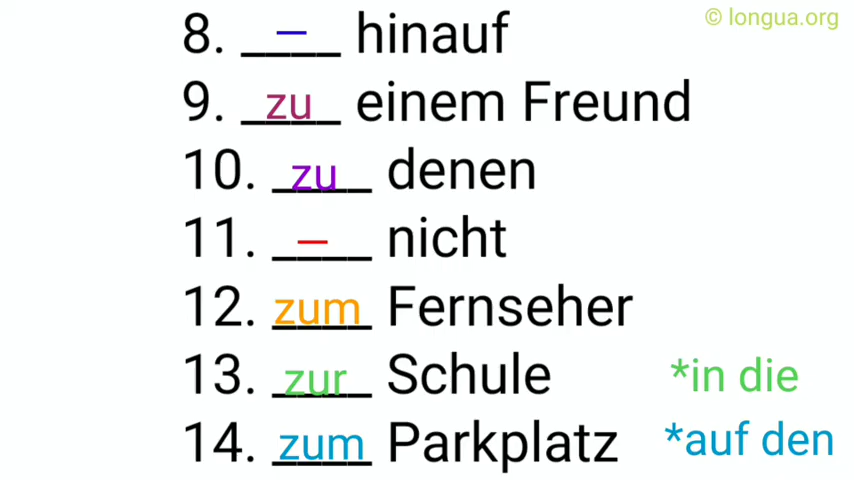 © longua.org
8. _–_ hinauf
9. zu einem Freund
10. zu denen
11. _–_ nicht
12. zum Fernseher
13. zur Schule *in die
14. zum Parkplatz *auf den